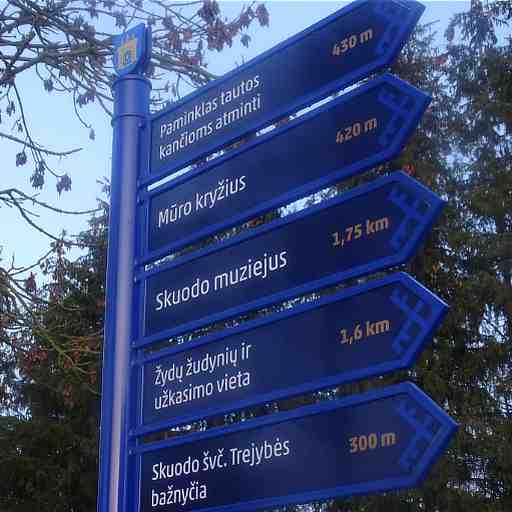 Paminklas tautos
kančioms atminti
430 m
Mūro kryžius
420 m
Skuodo muziejus
1,75 km
Žydų žudynių ir
užkasimo vieta
1,6 km
Skuodo švč. Trejybės
bažnyčia
300 m